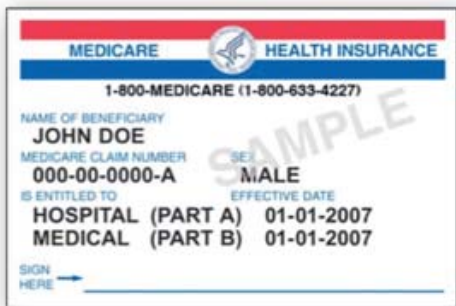 MEDICARE HEALTH INSURANCE
1-800-MEDICARE (1-800-633-4227)
NAME OF BENEFICIARY
JOHN DOE
MEDICARE CLAIM NUMBER SEX
000-00-0000-A MALE
IS ENTITLED TO EFFECTIVE DATE
HOSPITAL (PART A) 01-01-2007
MEDICAL (PART B) 01-01-2007
SIGN
HERE
SAMPLE